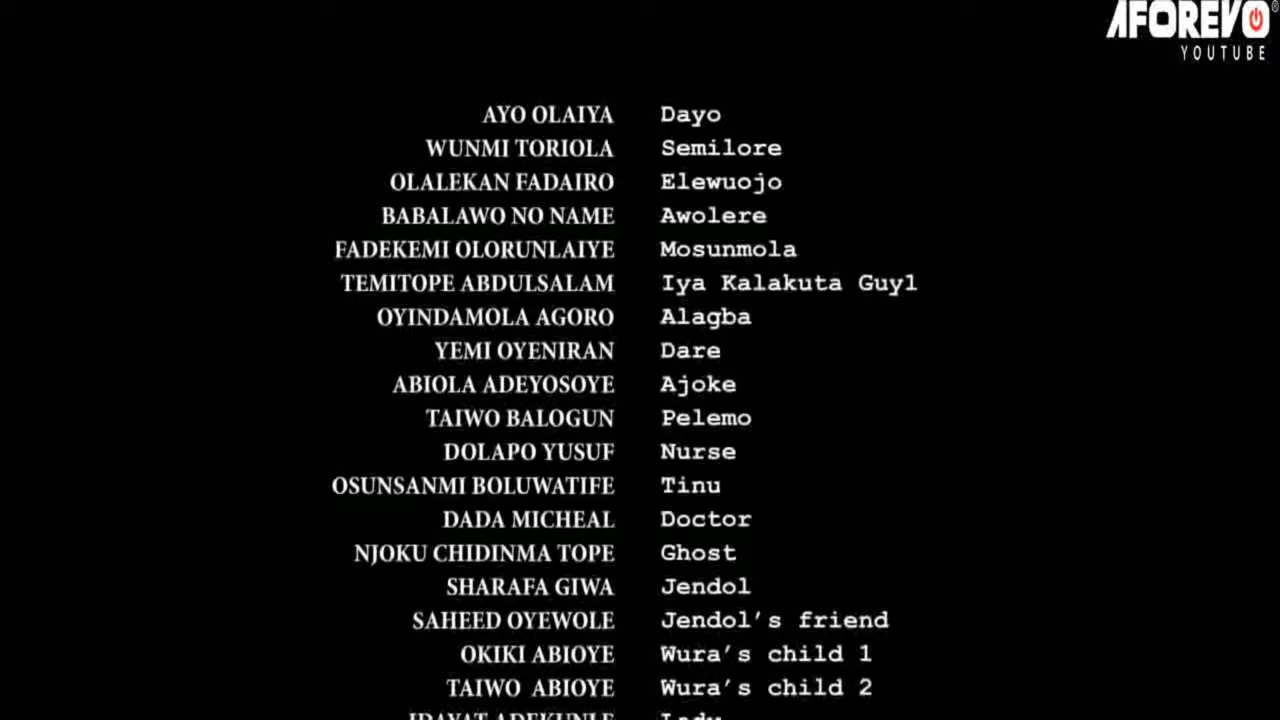 AFOREVO
YOUTUBE
AYO OLAIYA Dayo
WUNMI TORIOLA Semilore
OLALEKAN FADAIRO Elewuojo
BABALAWO NO NAME Awolere
FADEKEMI OLORUNLAIYE Mosunmola
TEMITOPE ABDULSALAM Iya Kalakuta Guy1
OYINDAMOLA AGORO Alagba
YEMI OYENIRAN Dare
ABIOLA ADEYOSOYE Ajoke
TAIWO BALOGUN Pelemo
DOLAPO YUSUF Nurse
OSUNSANMI BOLUWATIFE Tinu
DADA MICHEAL Doctor
NJOKU CHIDINMA TOPE Ghost
SHARAFA GIWA Jendol
SAHEED OYEWOLE Jendol’s friend
OKIKI ABIOYE Wura’s child 1
TAIWO ABIOYE Wura’s child 2
ADEKUNLE Lady